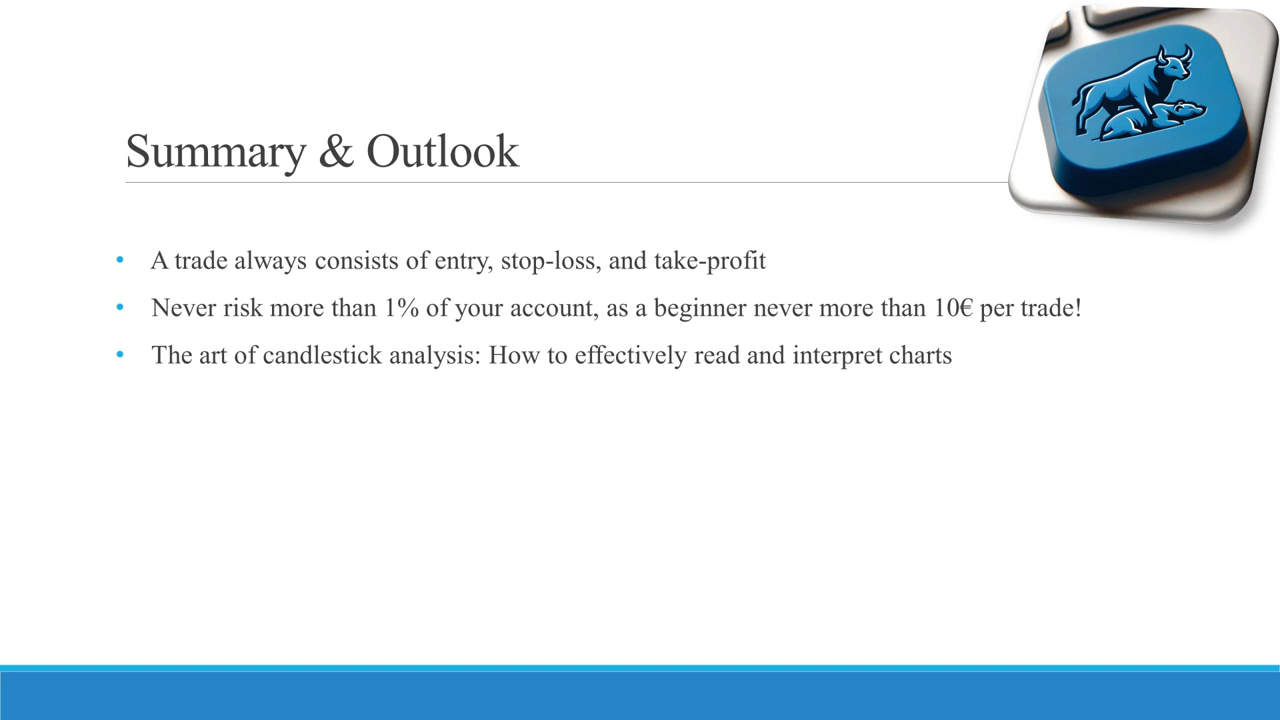 Summary & Outlook
• A trade always consists of entry, stop-loss, and take-profit
• Never risk more than 1% of your account, as a beginner never more than 10€ per trade!
• The art of candlestick analysis: How to effectively read and interpret charts